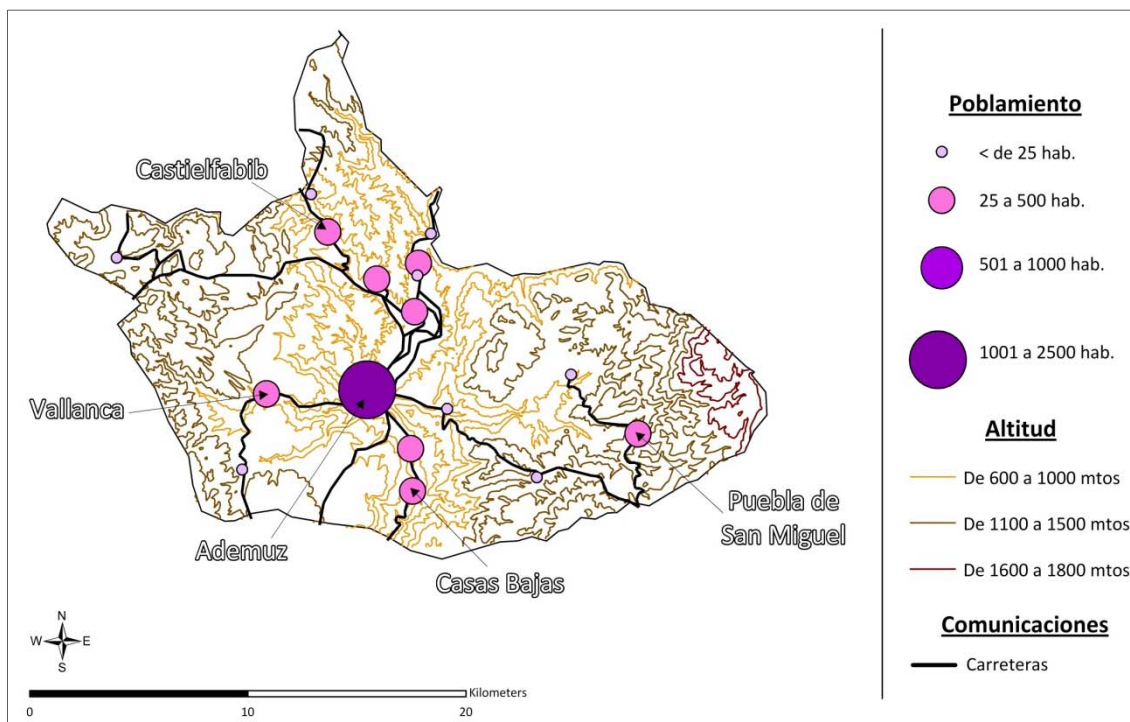 Castielfabib
Vallanca
Ademuz
Casas Bajas
Puebla de
San Miguel
N
W E
S
Kilometers
0 10 20
Poblamiento
< de 25 hab.
25 a 500 hab.
501 a 1000 hab.
1001 a 2500 hab.
Altitud
De 600 a 1000 mtos
De 1100 a 1500 mtos
De 1600 a 1800 mtos
Comunicaciones
Carreteras